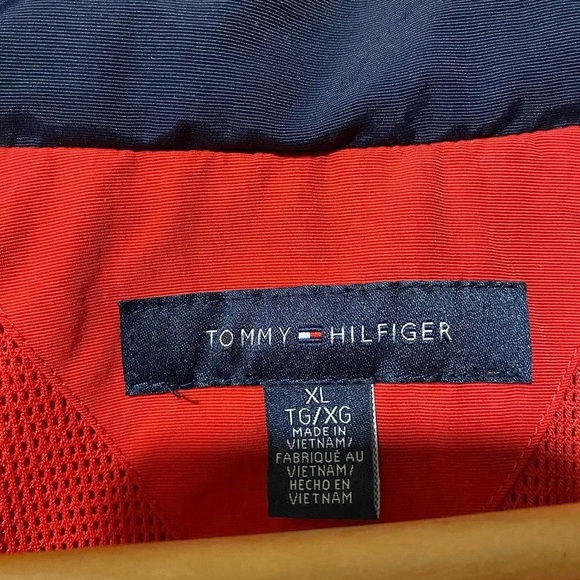 TOMMY HILFIGER
XL
TG/XG
MADE IN
VIETNAM/
FABRIQUÉ AU
VIETNAM/
HECHO EN
VIETNAM